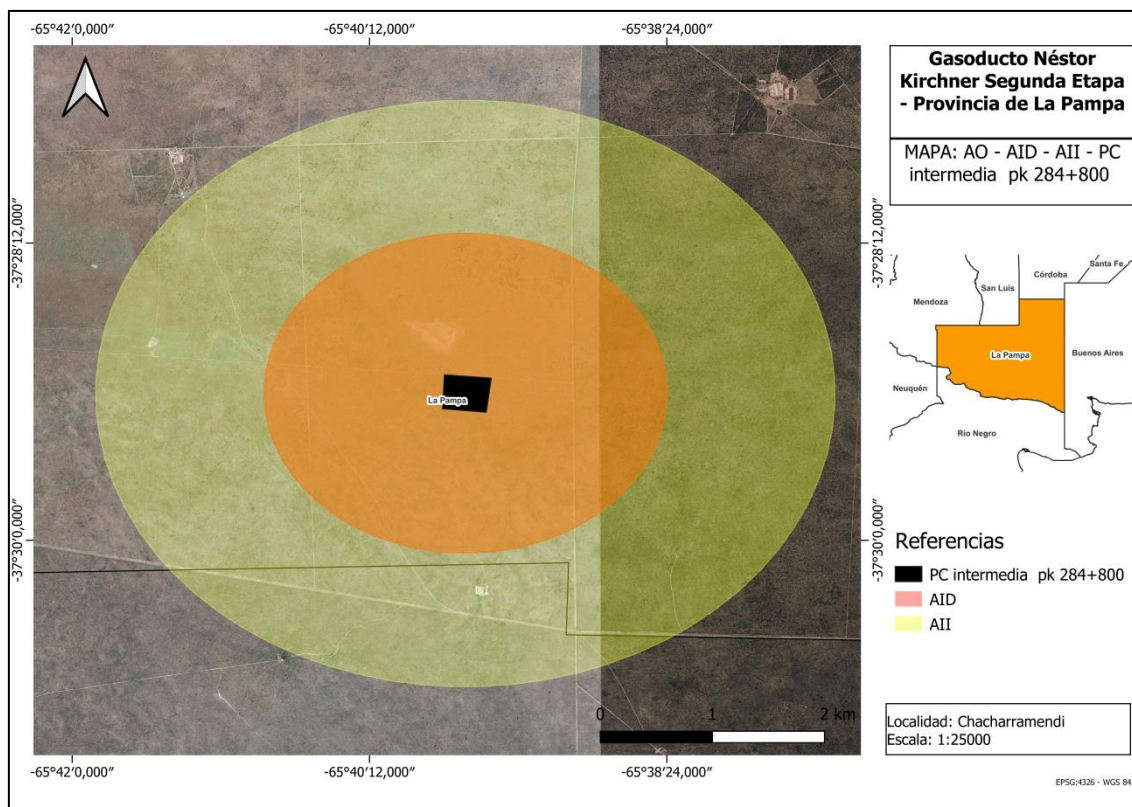 -65°42′0,000″
-65°40′12,000″
-65°38′24,000″
-37°28′12,000″
-37°28′12,000″
-37°30′0,000″
-37°30′0,000″
La Pampa
0 1 2 km
-65°42′0,000″
-65°40′12,000″
-65°38′24,000″
Gasoducto Néstor
Kirchner Segunda Etapa
- Provincia de La Pampa
MAPA: AO - AID - AII - PC
intermedia pk 284+800
Santa Fe
Córdoba
San Luis
Mendoza
La Pampa
Buenos Aires
Neuquén
Río Negro
Referencias
PC intermedia pk 284+800
AID
AII
Localidad: Chacharramendi
Escala: 1:25000
EPSG:4326 - WGS 84